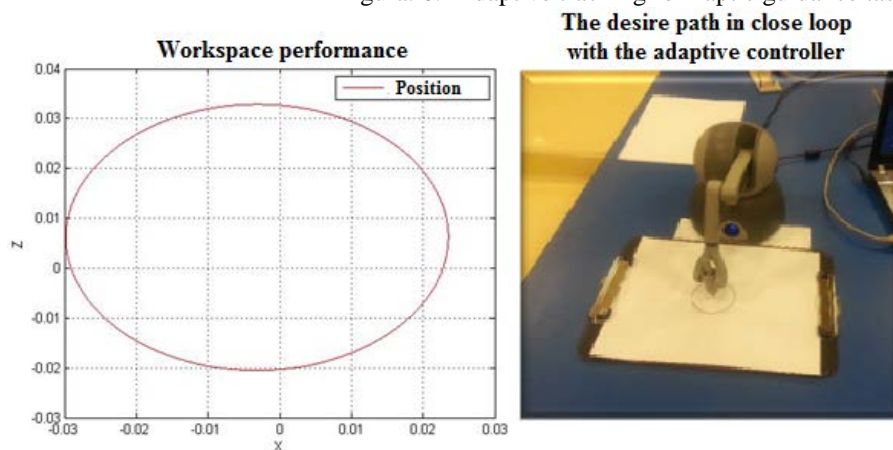 The desire path in close loop
with the adaptive controller
Workspace performance
Position
0.04
0.03
0.02
0.01
0
-0.01
-0.02
-0.03
Z
-0.03 -0.02 -0.01 0 0.01 0.02 0.03
X